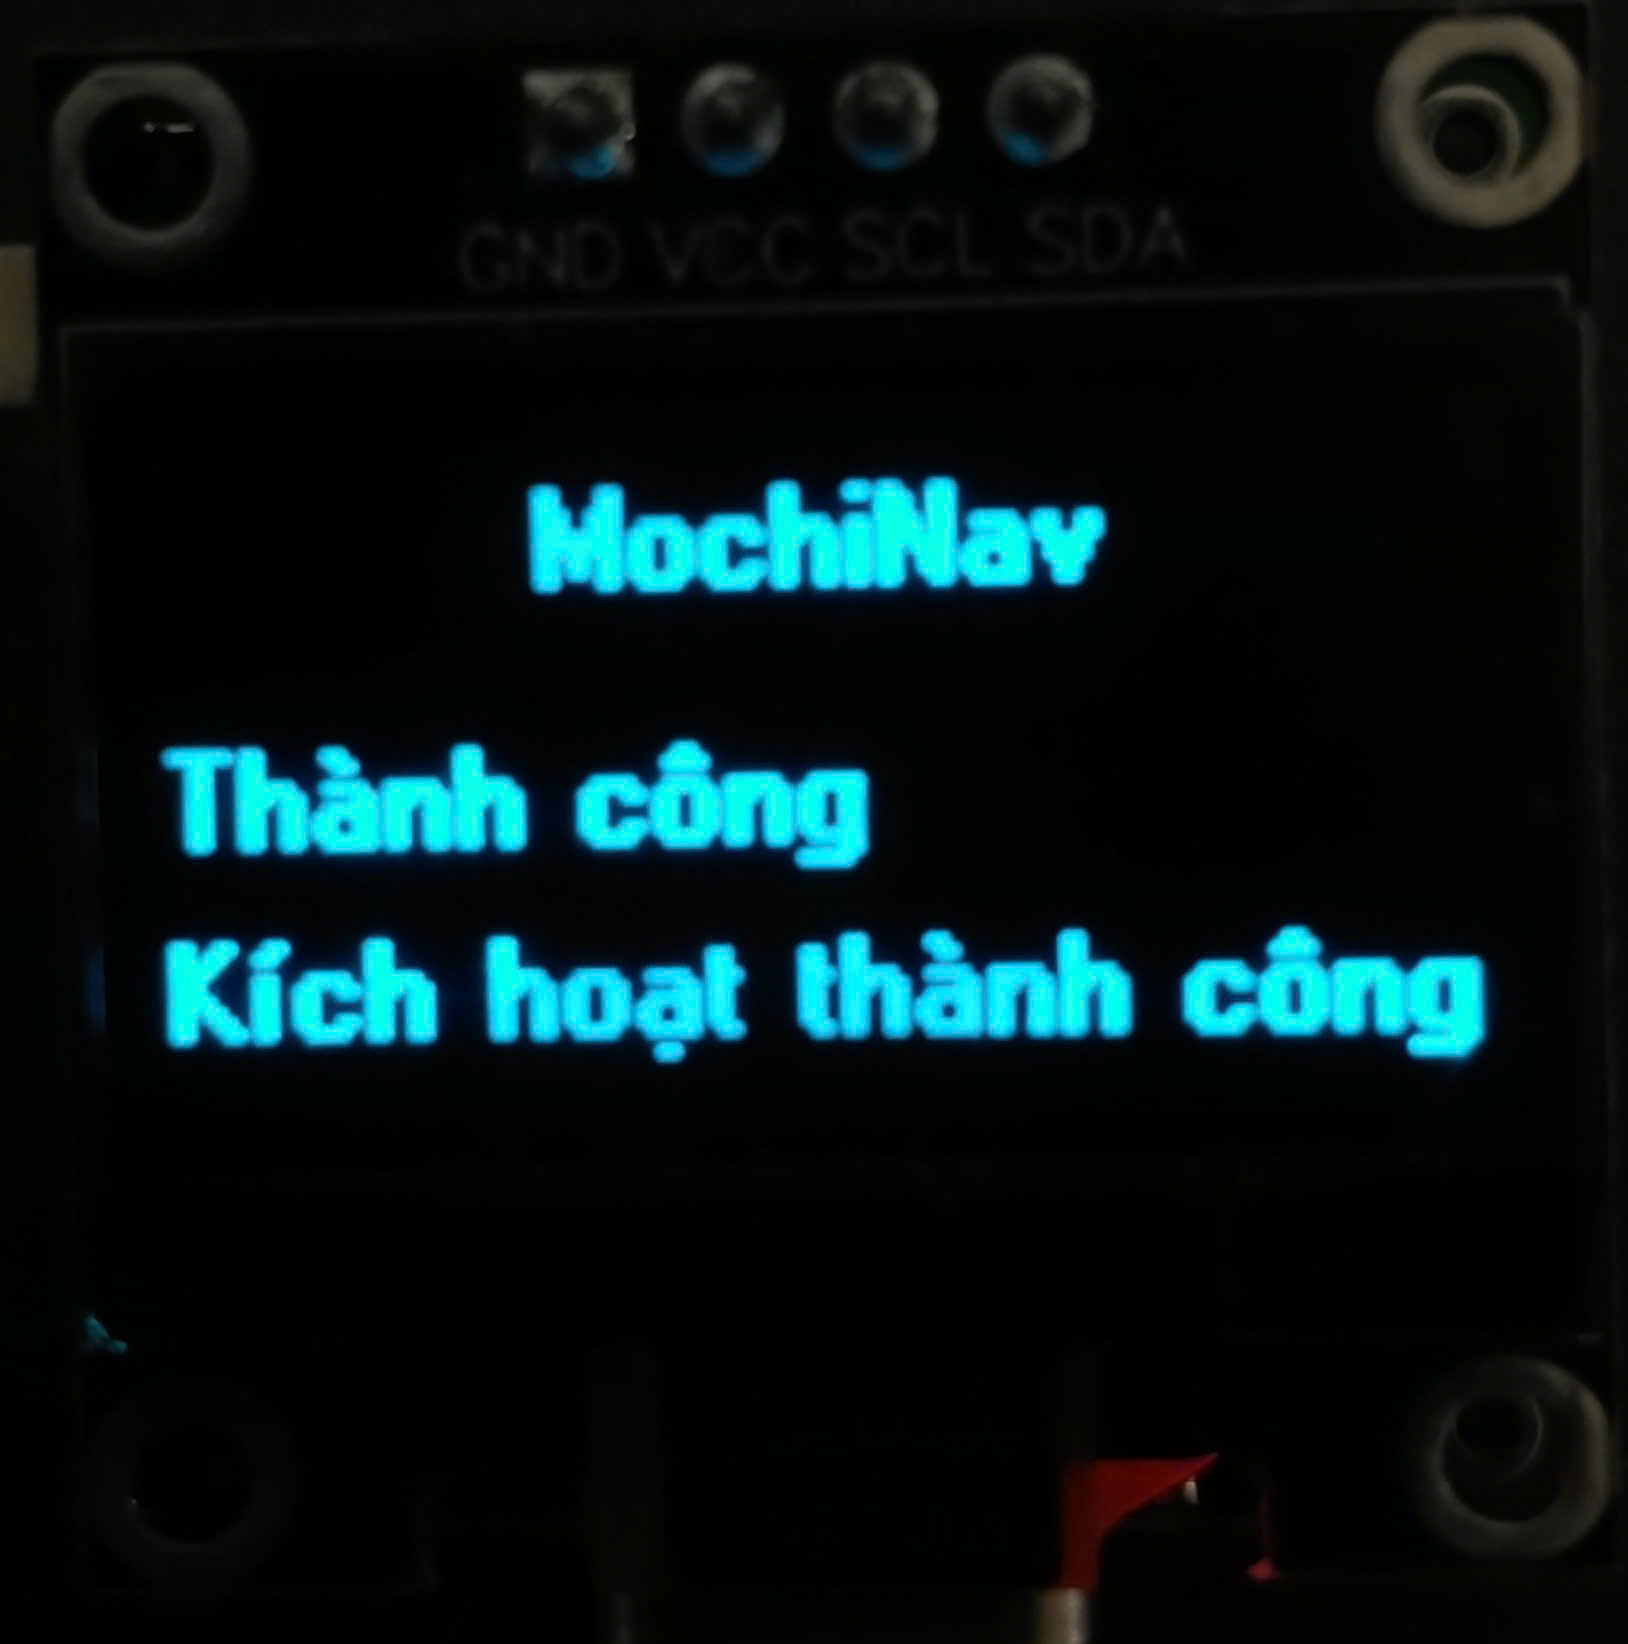 GND VCC SCL SDA
MochiNav
Thành công
Kích hoạt thành công